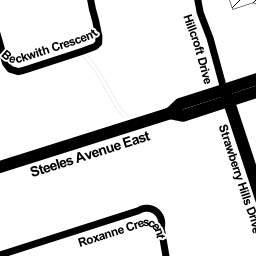 Hillcroft Drive
Beckwith Crescent
Steeles Avenue East
Strawberry Hills Drive
Roxanne Crescent